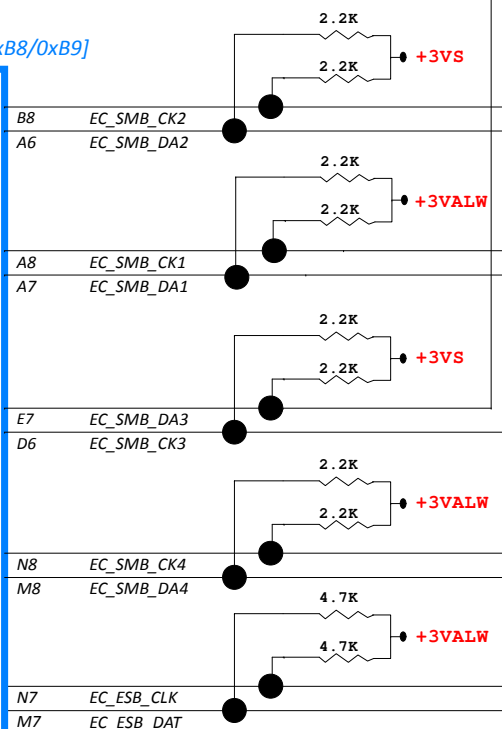 2.2K
xB8/0xB9]
+3VS
2.2K
B8 EC_SMB_CK2
A6 EC_SMB_DA2
2.2K
2.2K
+3VALW
A8 EC_SMB_CK1
A7 EC_SMB_DA1
2.2K
+3VS
2.2K
E7 EC_SMB_DA3
D6 EC_SMB_CK3
2.2K
+3VALW
2.2K
N8 EC_SMB_CK4
M8 EC_SMB_DA4
4.7K
+3VALW
4.7K
N7 EC_ESB_CLK
M7 EC_ESB_DAT